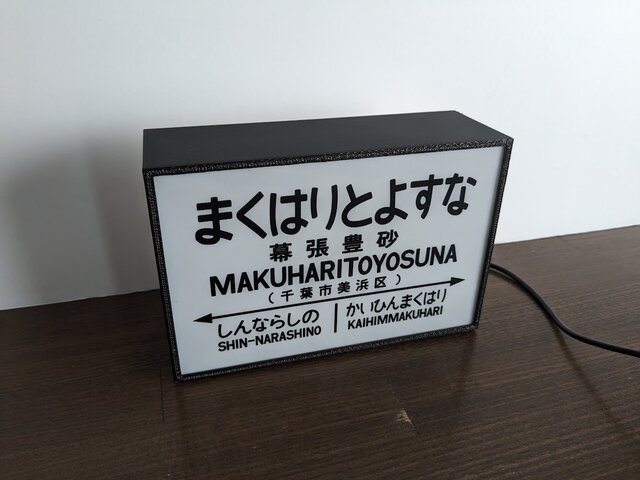 まくはりとよすな
幕張豊砂
MAKUHARITOYOSUNA
(千葉市美浜区)
しんならしの
SHIN-NARASHINO
かいひんまくはり
KAIHIMMAKUHARI